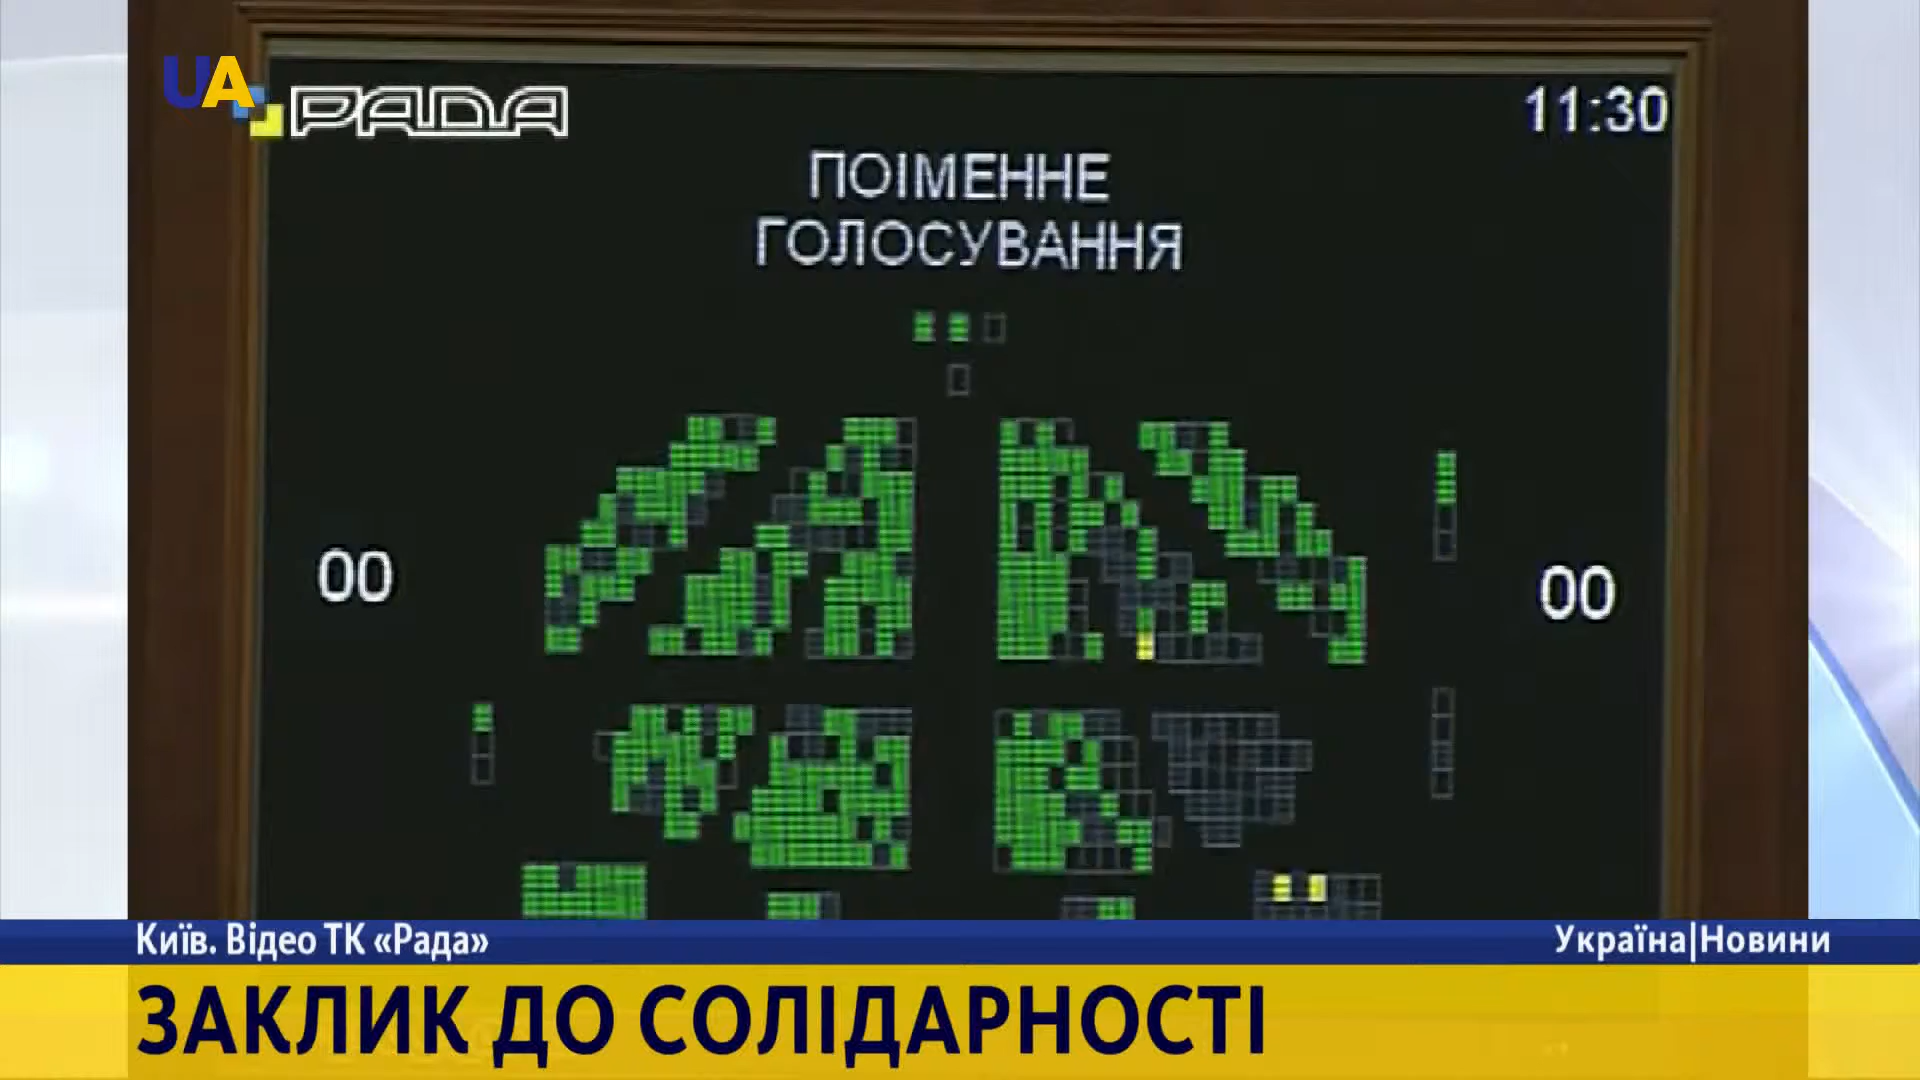 UA РАДА
11:30
ПОІМЕННЕ
ГОЛОСУВАННЯ
00
00
Київ. Відео ТК «Рада»
Україна|Новини
ЗАКЛИК ДО СОЛІДАРНОСТІ